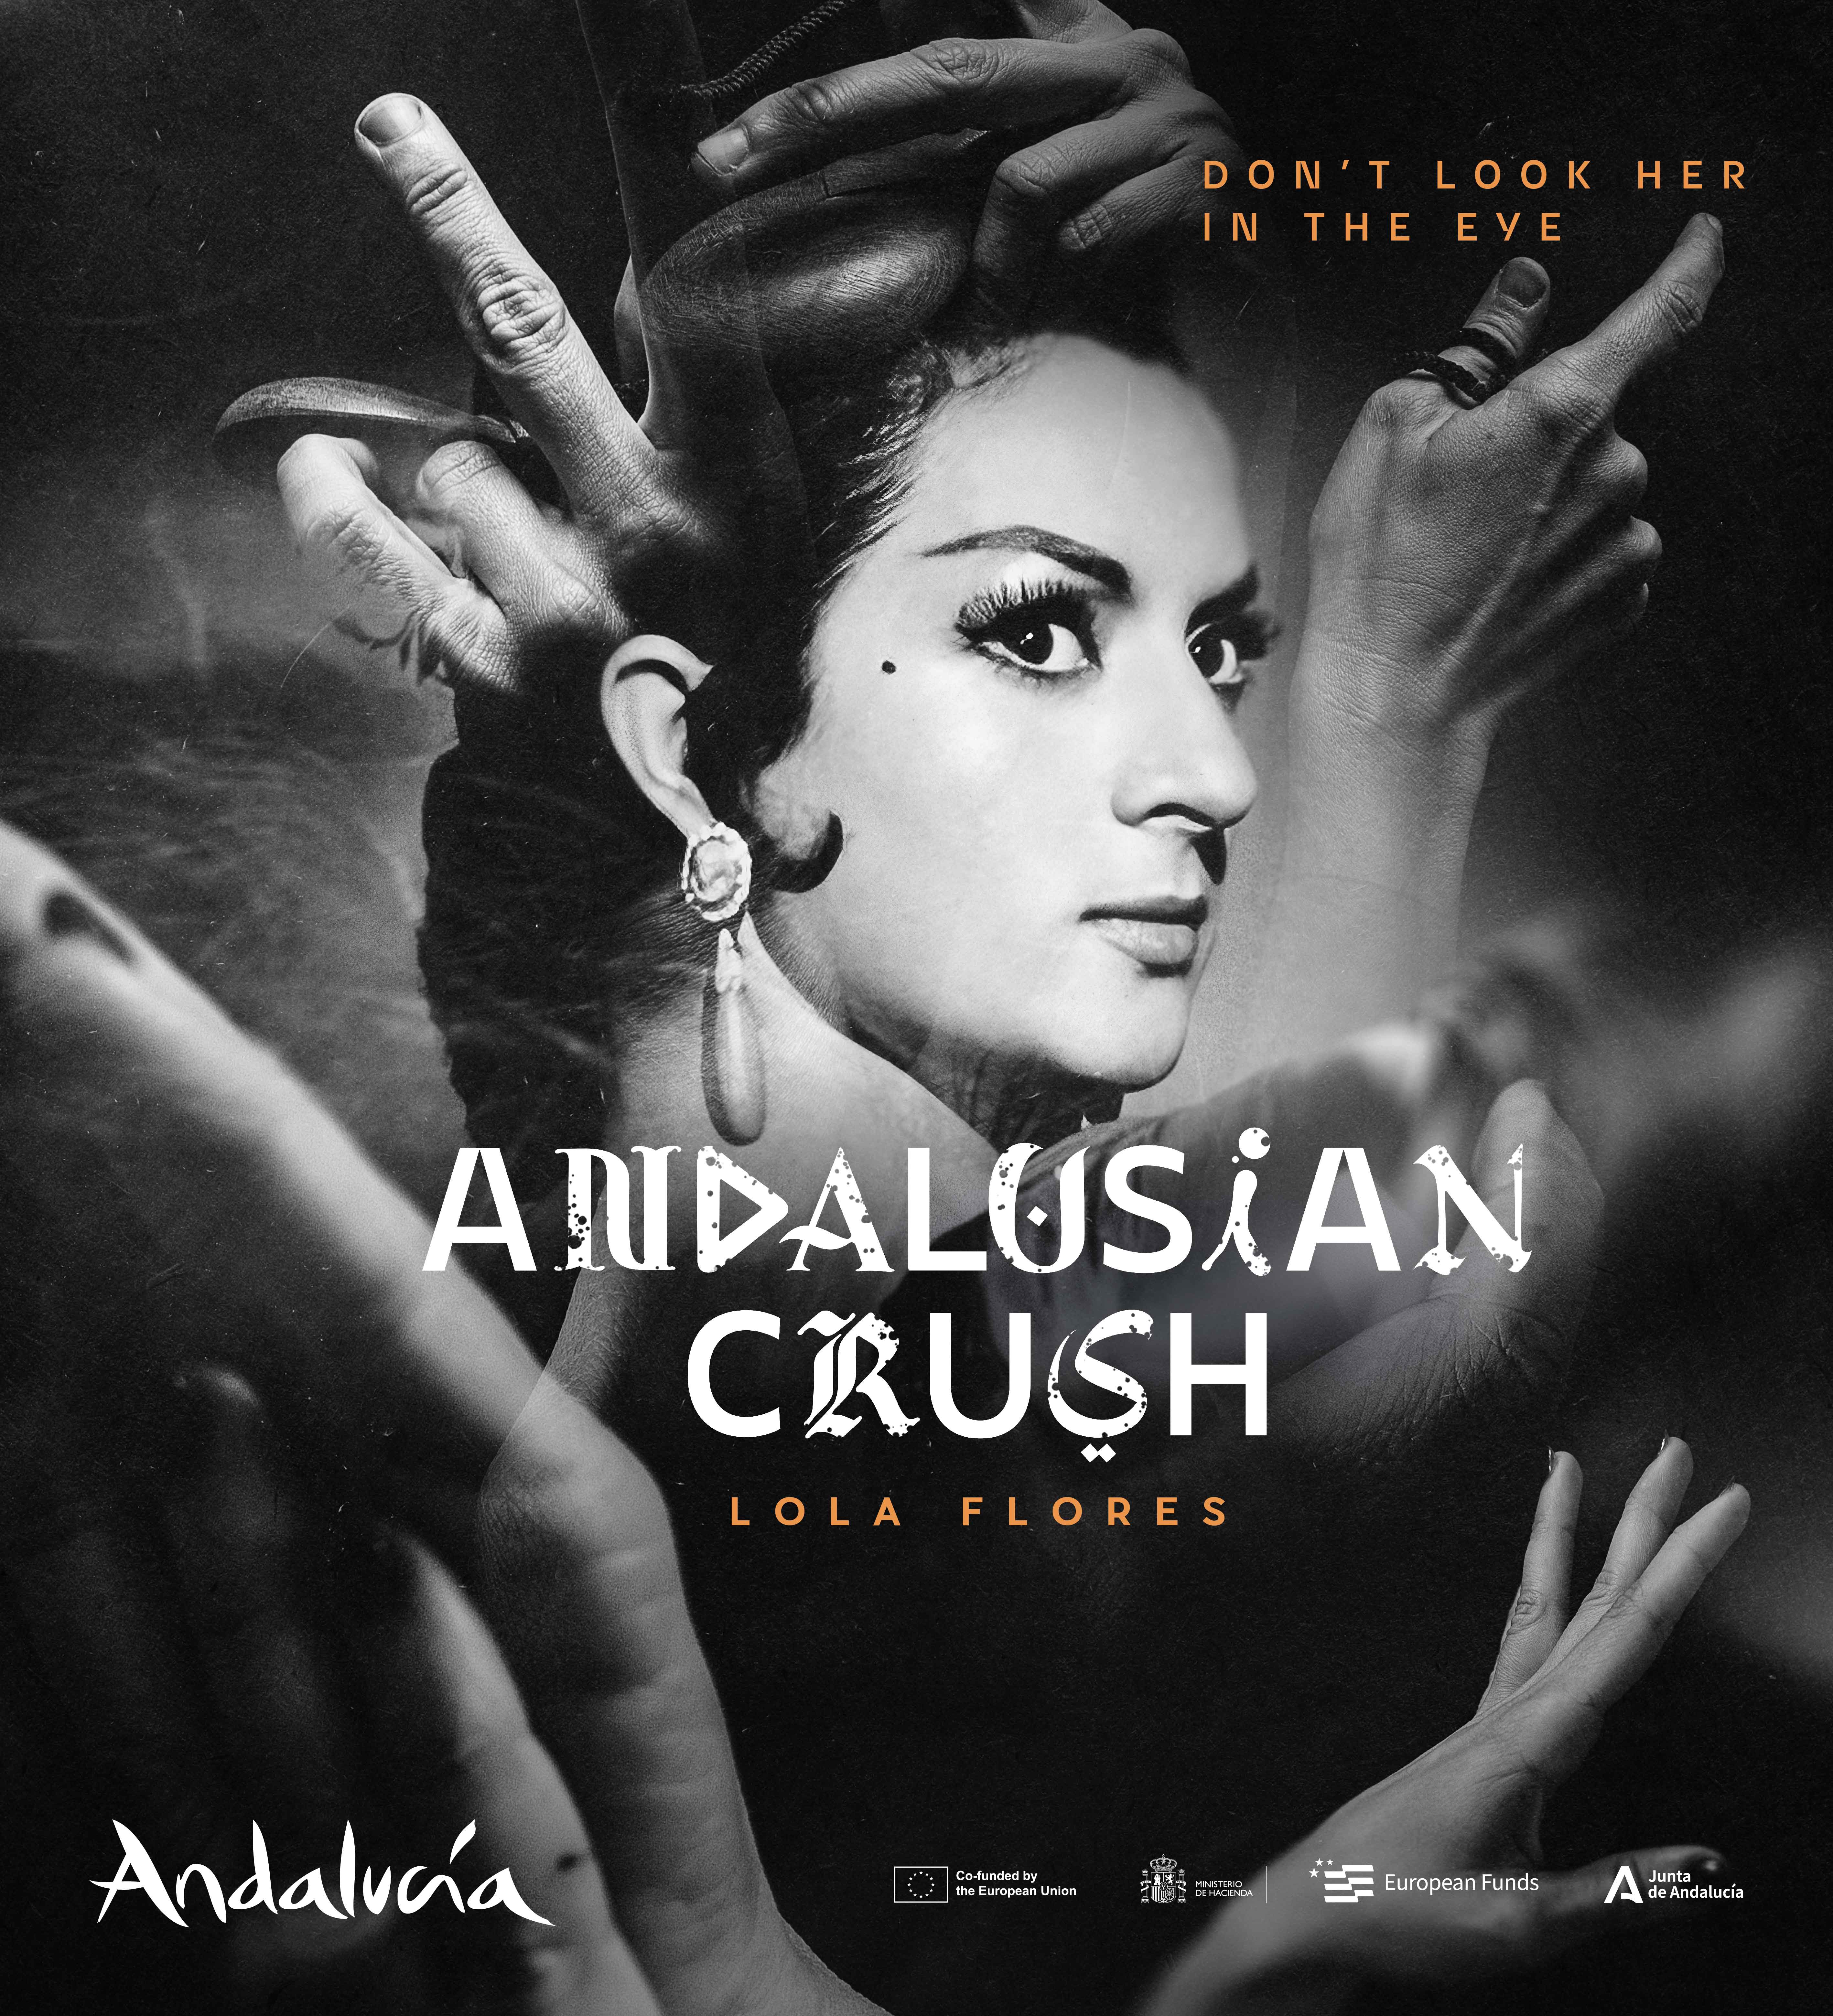 DON'T LOOK HER
IN THE EYE
ANDALUSIAN
CRUSH
LOLA FLORES
Andalucía
Co-funded by
the European Union
MINISTERIO
DE HACIENDA
European Funds
Junta
de Andalucía